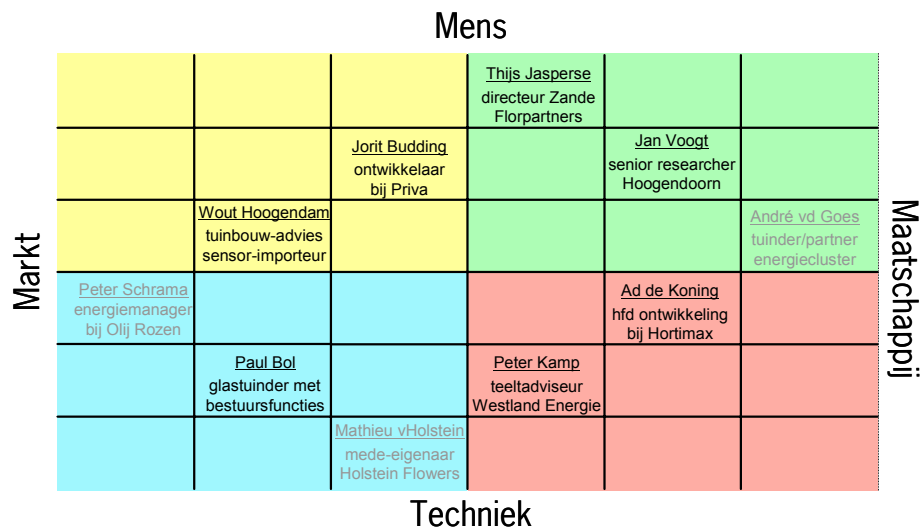 Mens
Thijs Jasperse
directeur Zande
Florpartners
Jorit Budding
ontwikkelaar
bij Priva
Jan Voogt
senior researcher
Hoogendoorn
Wout Hoogendam
tuinbouw-advies
sensor-importeur
André vd Goes
tuinder/partner
energiecluster
Markt
Maatschappij
Peter Schrama
energiemanager
bij Olij Rozen
Ad de Koning
hfd ontwikkeling
bij Hortimax
Paul Bol
glastuinder met
bestuursfuncties
Peter Kamp
teeltadviseur
Westland Energie
Mathieu vHolstein
mede-eigenaar
Holstein Flowers
Techniek